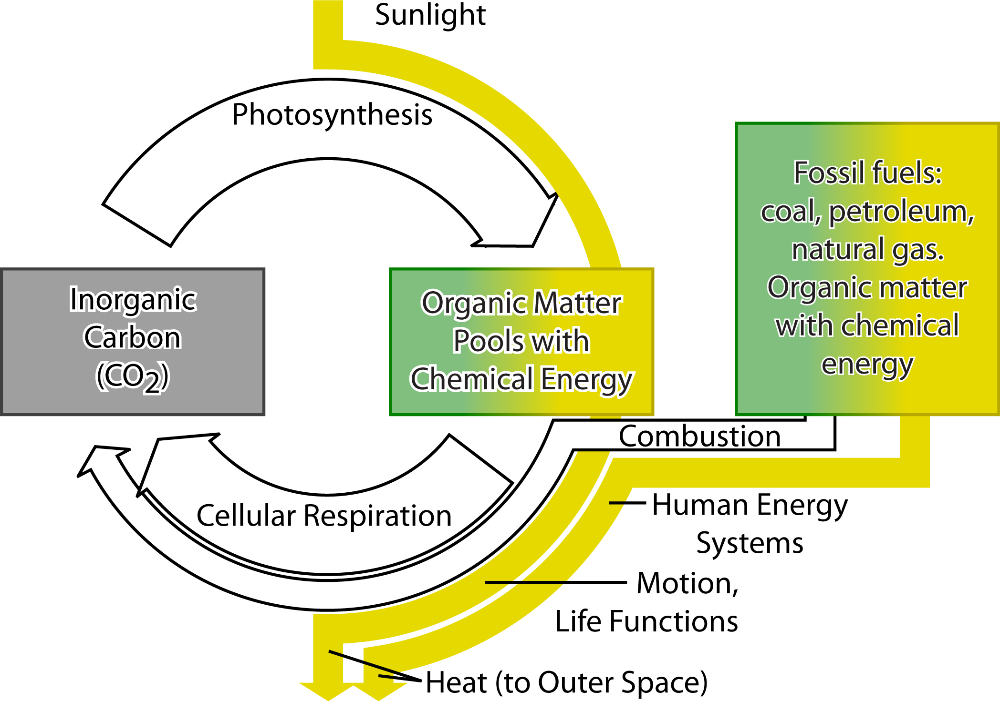 Sunlight
Photosynthesis
Inorganic
Carbon
(CO2)
Organic Matter
Pools with
Chemical Energy
Fossil fuels:
coal, petroleum,
natural gas.
Organic matter
with chemical
energy
Combustion
Cellular Respiration
Human Energy
Systems
Motion,
Life Functions
Heat (to Outer Space)